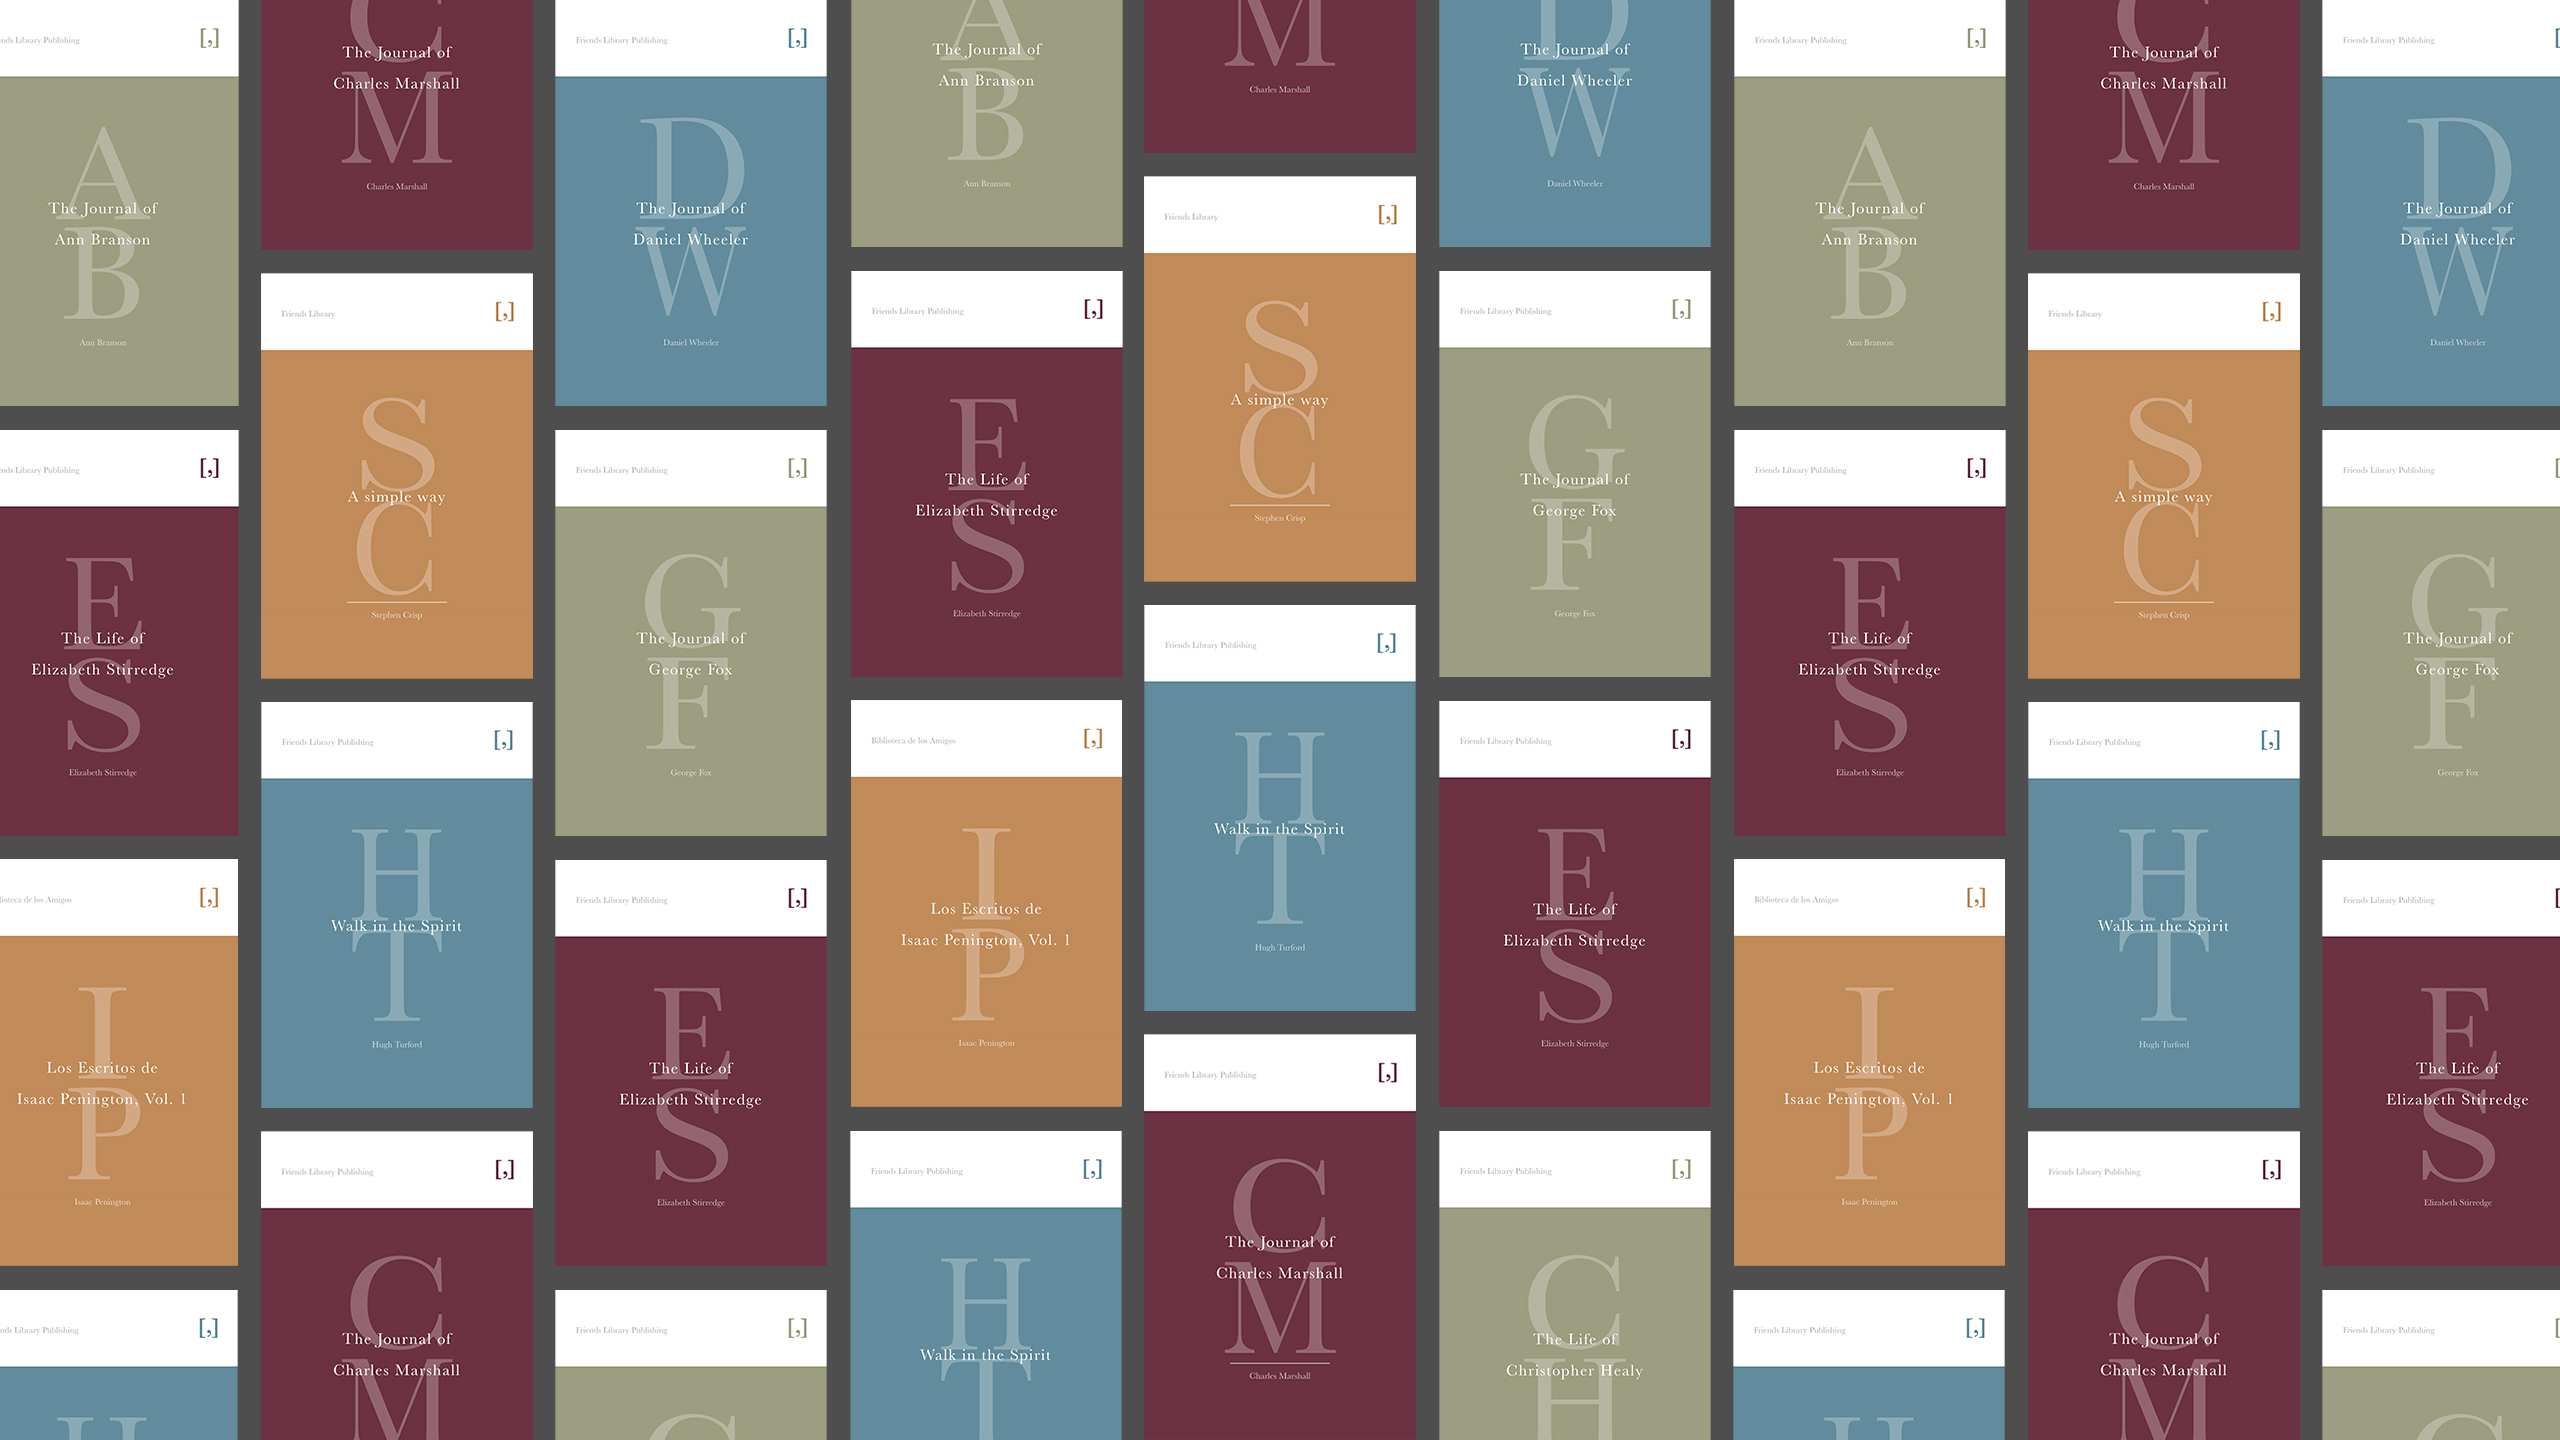 Library Publishing [,]
A
The Journal of
Ann Branson
B
Ann Branson
Library Publishing [,]
E
The Life of
Elizabeth Stirredge
S
Elizabeth Stirredge
de los Amigos [,]
I
Los Escritos de
Isaac Penington, Vol. 1
P
Isaac Penington
Library Publishing [,]
H
C
The Journal of
Charles Marshall
M
Charles Marshall
Friends Library [,]
S
A simple way
C
Stephen Crisp
Friends Library Publishing [,]
H
Walk in the Spirit
T
Hugh Turford
Friends Library Publishing [,]
C
The Journal of
Charles Marshall
M
Friends Library Publishing [,]
D
The Journal of
Daniel Wheeler
W
Daniel Wheeler
Friends Library Publishing [,]
G
The Journal of
George Fox
F
George Fox
Friends Library Publishing [,]
E
The Life of
Elizabeth Stirredge
S
Elizabeth Stirredge
Friends Library Publishing [,]
A
The Journal of
Ann Branson
B
Ann Branson
Friends Library Publishing [,]
E
The Life of
Elizabeth Stirredge
S
Elizabeth Stirredge
Biblioteca de los Amigos [,]
I
Los Escritos de
Isaac Penington, Vol. 1
P
Isaac Penington
Friends Library Publishing [,]
H
Walk in the Spirit
T
M
Charles Marshall
Friends Library [,]
S
A simple way
C
Stephen Crisp
Friends Library Publishing [,]
H
Walk in the Spirit
T
Hugh Turford
Friends Library Publishing [,]
C
The Journal of
Charles Marshall
M
Charles Marshall
D
The Journal of
Daniel Wheeler
W
Daniel Wheeler
Friends Library Publishing [,]
G
The Journal of
George Fox
F
George Fox
Friends Library Publishing [,]
E
The Life of
Elizabeth Stirredge
S
Elizabeth Stirredge
Friends Library Publishing [,]
C
The Life of
Christopher Healy
H
Friends Library Publishing [,]
A
The Journal of
Ann Branson
B
Ann Branson
Friends Library Publishing [,]
E
The Life of
Elizabeth Stirredge
S
Elizabeth Stirredge
Biblioteca de los Amigos [,]
I
Los Escritos de
Isaac Penington, Vol. 1
P
Isaac Penington
Friends Library Publishing [,]
H
C
The Journal of
Charles Marshall
M
Charles Marshall
Friends Library [,]
S
A simple way
C
Stephen Crisp
Friends Library Publishing [,]
H
Walk in the Spirit
T
Hugh Turford
Friends Library Publishing [,]
C
The Journal of
Charles Marshall
M
Friends Library Publishing
D
The Journal of
Daniel Wheeler
W
Daniel Wheeler
Friends Library Publishing
G
The Journal of
George Fox
F
George Fox
Friends Library Publishing
E
The Life of
Elizabeth Stirredge
S
Elizabeth Stirredge
Friends Library Publishing